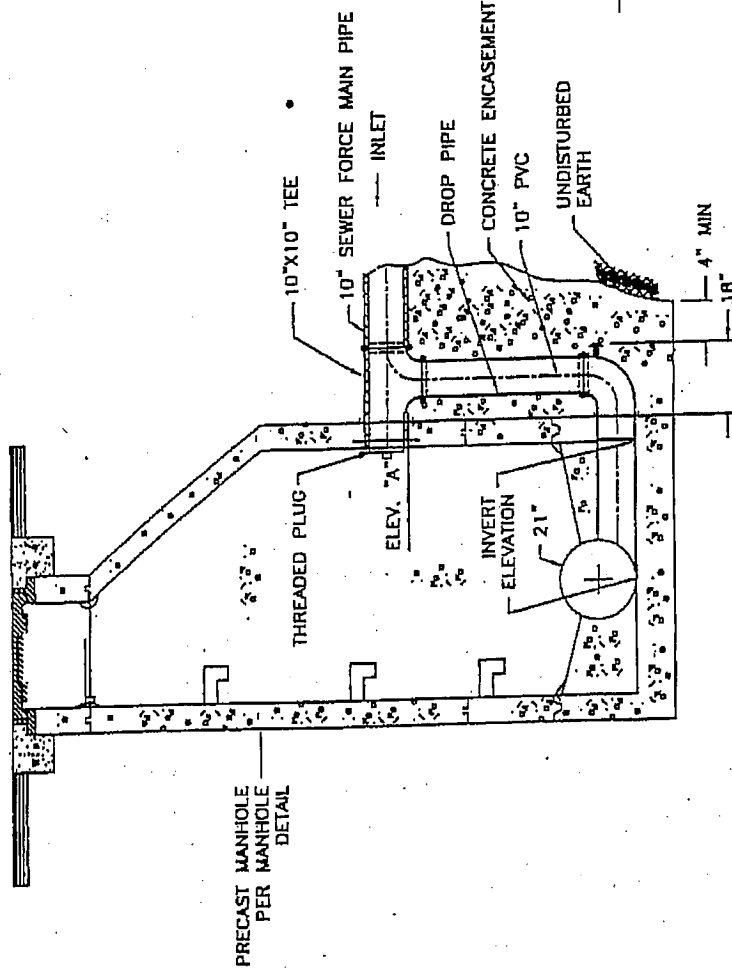 10"X10" TEE
10" SEWER FORCE MAIN PIPE
INLET
DROP PIPE
CONCRETE ENCASEMENT
10" PVC
UNDISTURBED
EARTH
4" MIN
18"
THREADED PLUG
ELEV. "A"
INVERT
ELEVATION
21"
PRECAST MANHOLE
PER MANHOLE
DETAIL